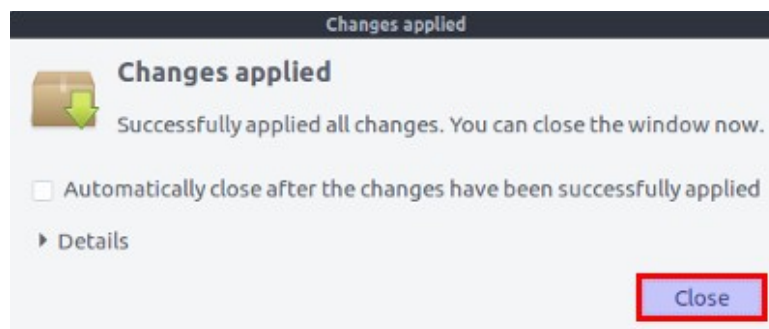 Changes applied
Changes applied
Successfully applied all changes. You can close the window now.
Automatically close after the changes have been successfully applied
Details
Close